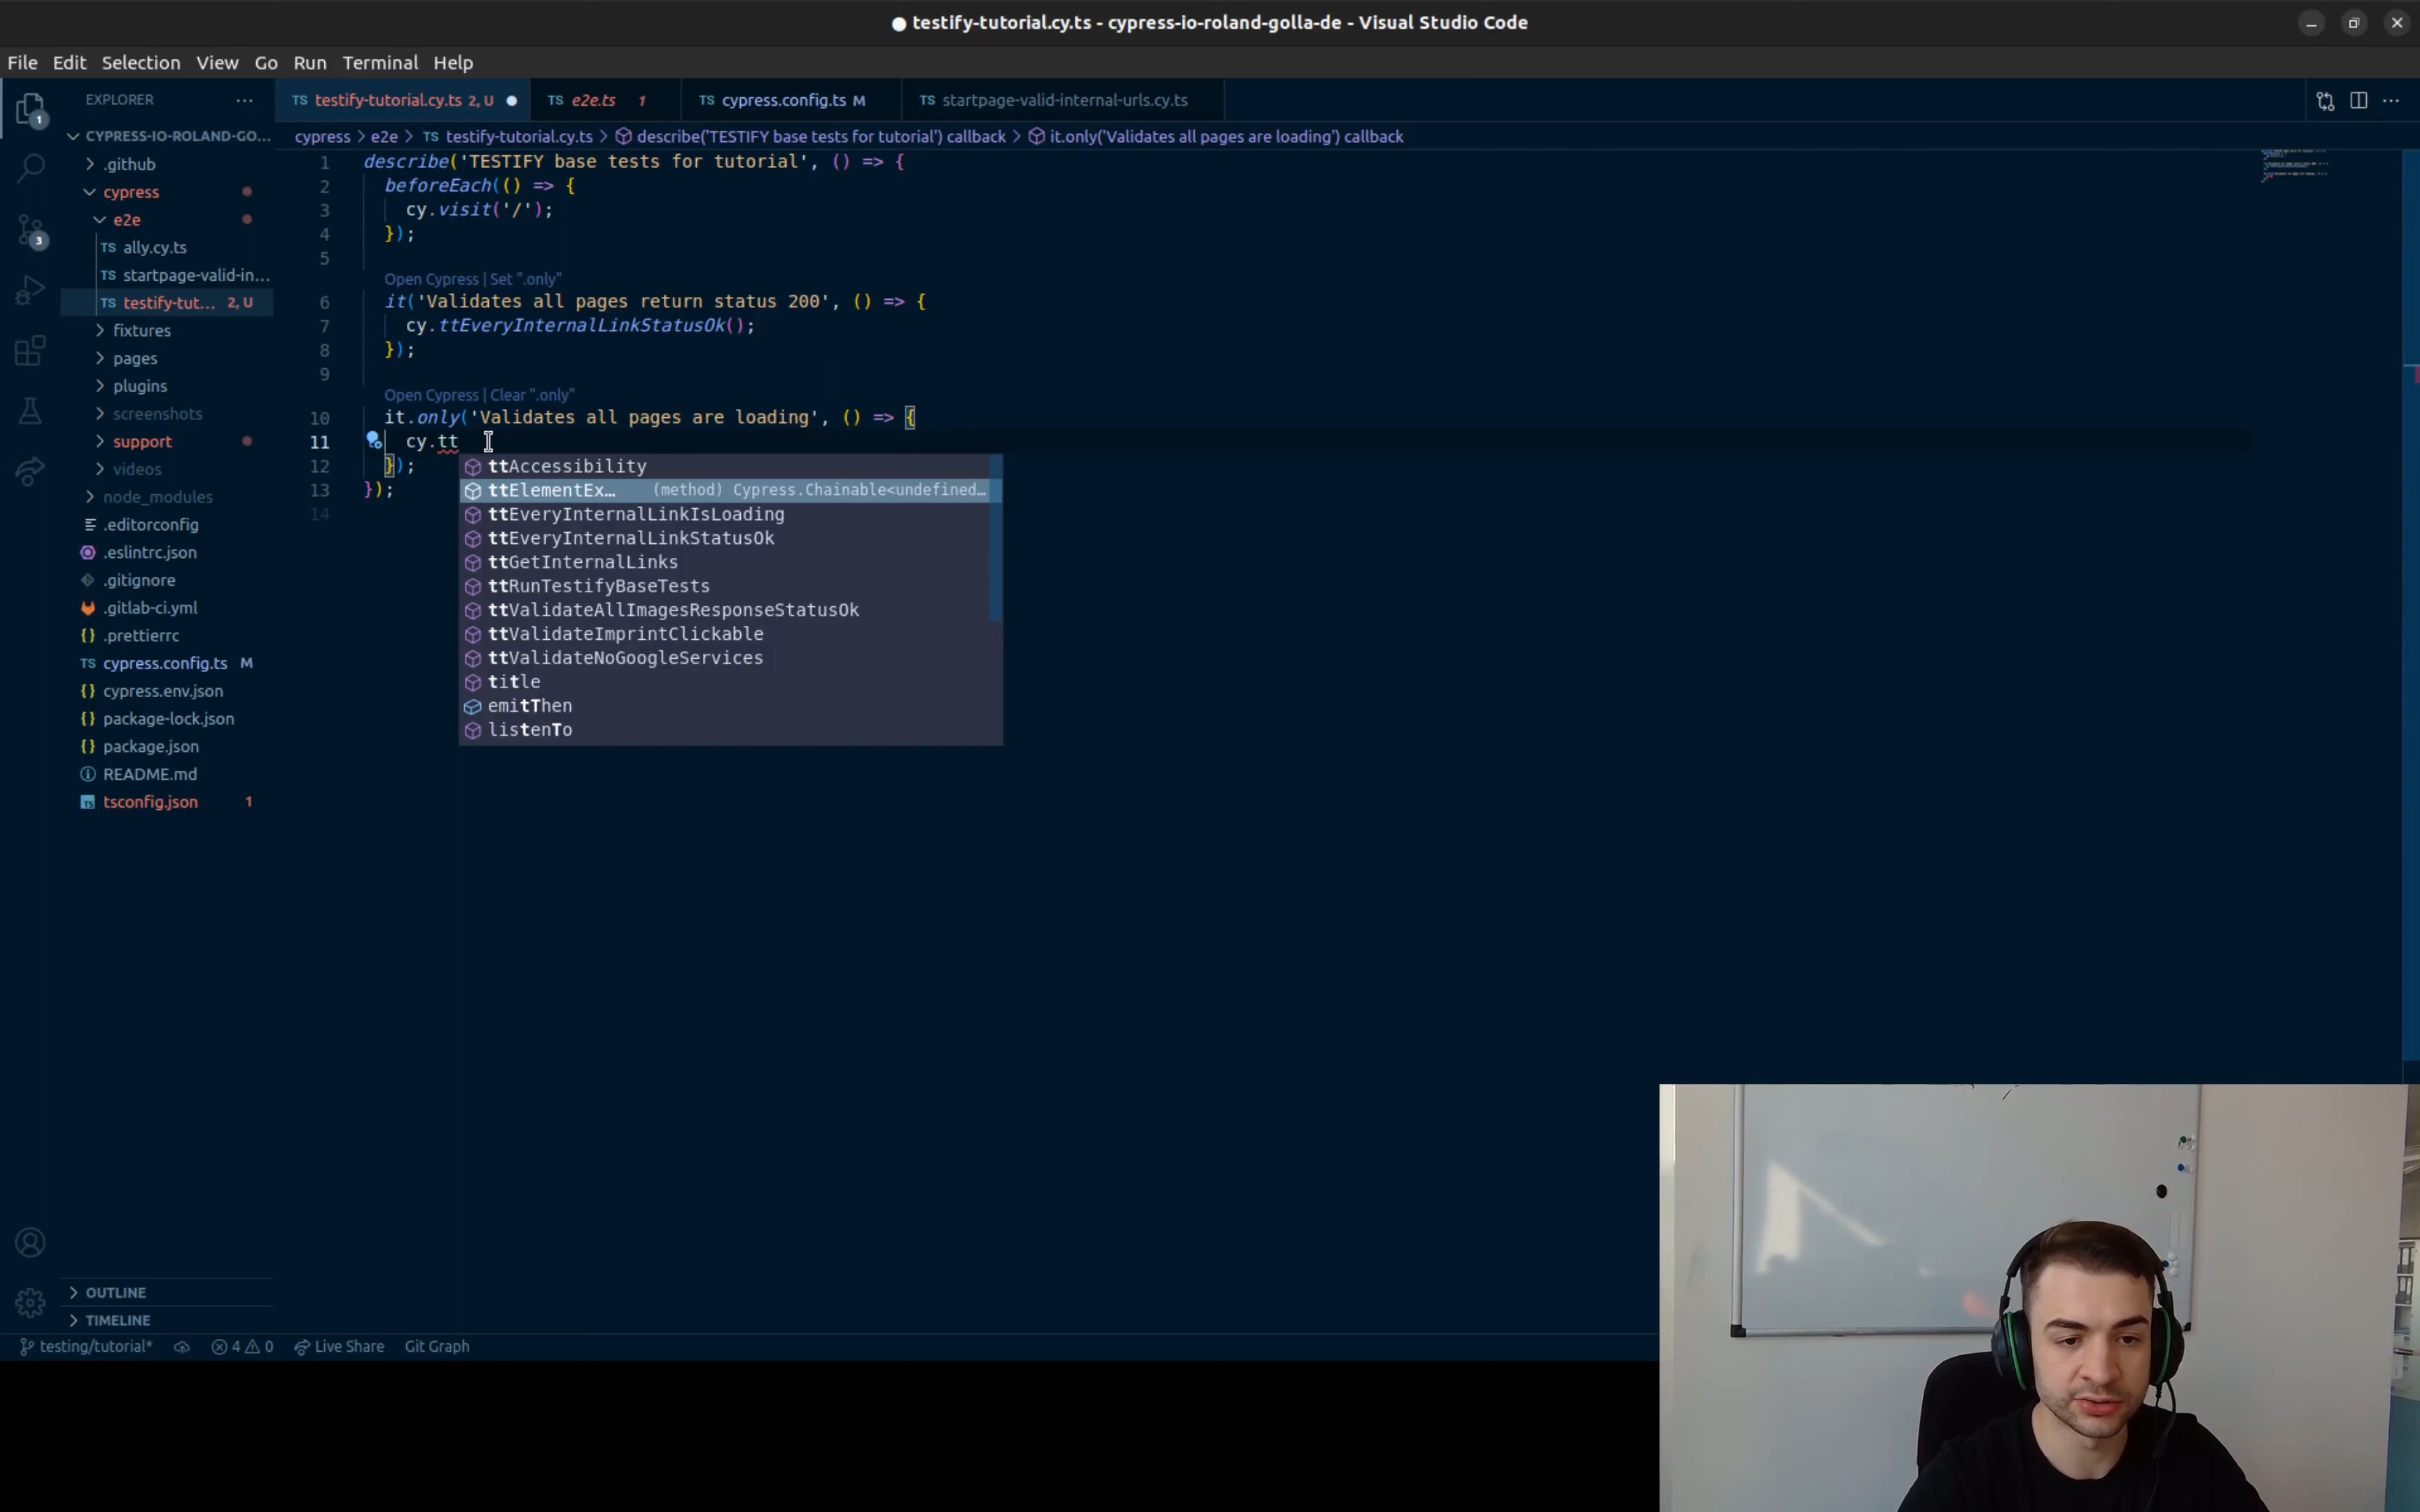 ● testify-tutorial.cy.ts - cypress-io-roland-golla-de - Visual Studio Code
File Edit Selection View Go Run Terminal Help
EXPLORER ···
TS testify-tutorial.cy.ts 2, U ●
TS e2e.ts 1
TS cypress.config.ts M
TS startpage-valid-internal-urls.cy.ts
cypress > e2e > TS testify-tutorial.cy.ts > describe('TESTIFY base tests for tutorial') callback > it.only('Validates all pages are loading') callback
1
3
CYPRESS-IO-ROLAND-GO...
.github
cypress
e2e
TS ally.cy.ts
TS startpage-valid-in...
TS testify-tut... 2, U
fixtures
pages
plugins
screenshots
support
videos
node_modules
.editorconfig
.eslintrc.json
.gitignore
.gitlab-ci.yml
{} .prettierrc
TS cypress.config.ts M
{} cypress.env.json
{} package-lock.json
{} package.json
README.md
TS tsconfig.json 1
OUTLINE
TIMELINE
1 describe('TESTIFY base tests for tutorial', () => {
2 beforeEach(() => {
3 cy.visit('/');
4 });
5
Open Cypress | Set ".only"
6 it('Validates all pages return status 200', () => {
7 cy.ttEveryInternalLinkStatusOk();
8 });
9
Open Cypress | Clear ".only"
10 it.only('Validates all pages are loading', () => {
11 cy.tt
12 });
13 });
14
ttAccessibility
ttElementEx... (method) Cypress.Chainable<undefined...
ttEveryInternalLinkIsLoading
ttEveryInternalLinkStatusOk
ttGetInternalLinks
ttRunTestifyBaseTests
ttValidateAllImagesResponseStatusOk
ttValidateImprintClickable
ttValidateNoGoogleServices
title
emitThen
listenTo
testing/tutorial* 4 0 Live Share Git Graph